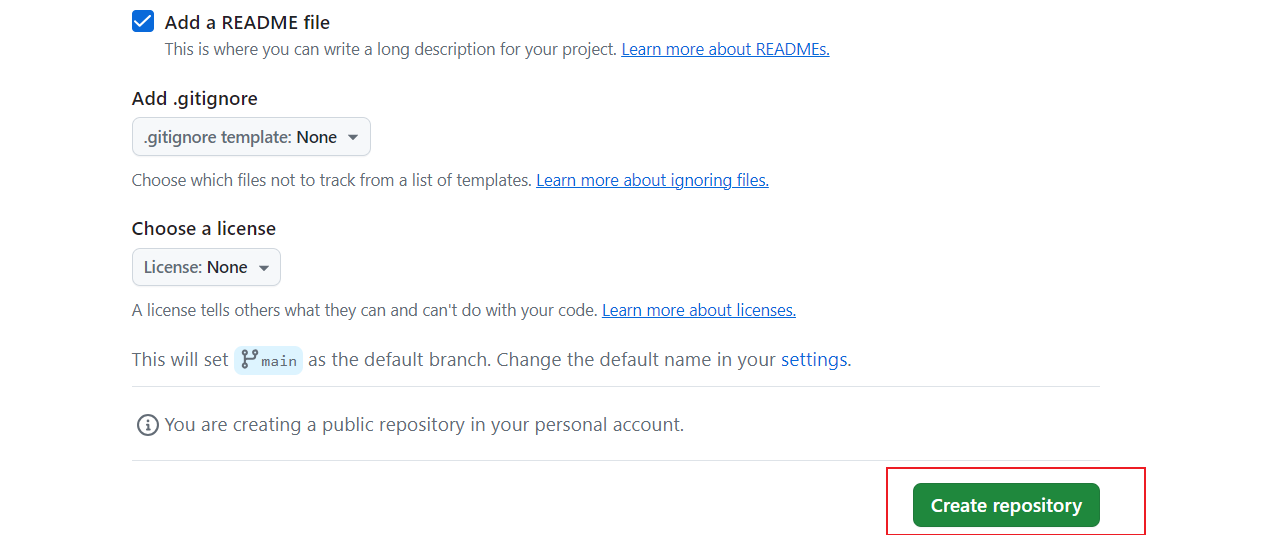 Add a README file
This is where you can write a long description for your project. Learn more about READMEs.
Add .gitignore
.gitignore template: None
Choose which files not to track from a list of templates. Learn more about ignoring files.
Choose a license
License: None
A license tells others what they can and can't do with your code. Learn more about licenses.
This will set main as the default branch. Change the default name in your settings.
You are creating a public repository in your personal account.
Create repository